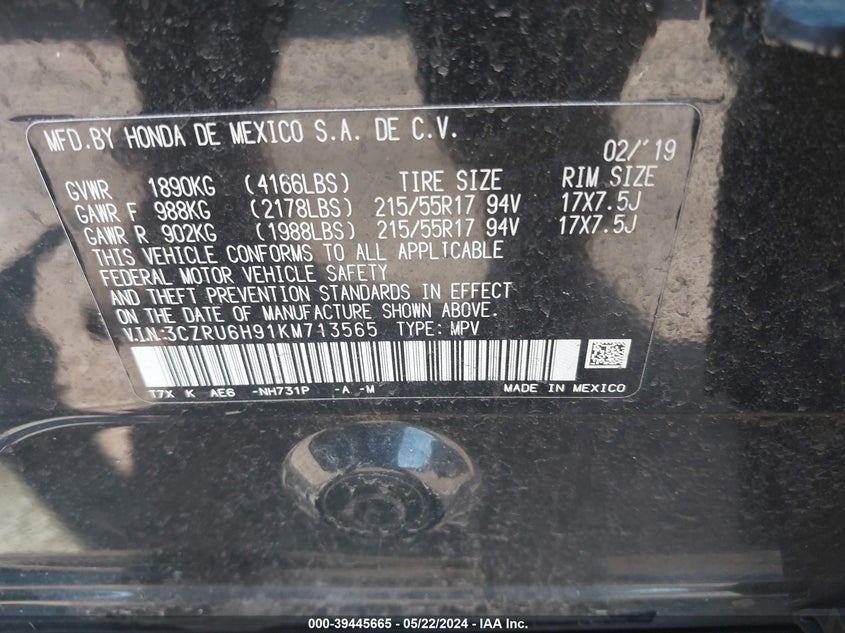 MFD.BY HONDA DE MEXICO S.A. DE C.V.
02/'19
GVWR 1890KG (4166LBS) TIRE SIZE RIM SIZE
GAWR F 988KG (2178LBS) 215/55R17 94V 17X7.5J
GAWR R 902KG (1988LBS) 215/55R17 94V 17X7.5J
THIS VEHICLE CONFORMS TO ALL APPLICABLE
FEDERAL MOTOR VEHICLE SAFETY
AND THEFT PREVENTION STANDARDS IN EFFECT
ON THE DATE OF MANUFACTURE SHOWN ABOVE.
V.I.N:3CZRU6H91KM713565 TYPE: MPV
T7X K AE6 -NH731P -A -M MADE IN MEXICO
000-39445665 - 05/22/2024 - IAA Inc.